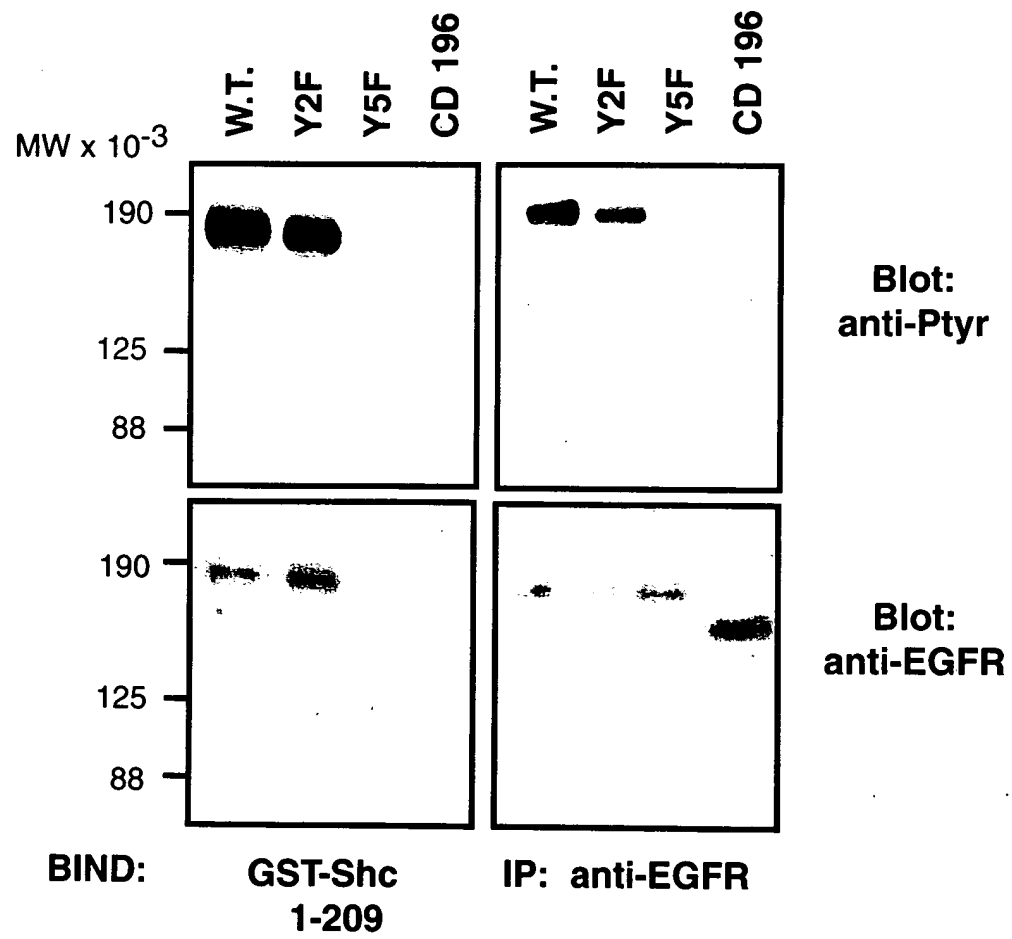 W.T. Y2F Y5F CD 196 W.T. Y2F Y5F CD 196
MW x 10-3
190
125
88
Blot:
anti-Ptyr
190
125
88
Blot:
anti-EGFR
BIND: GST-Shc
1-209
IP: anti-EGFR